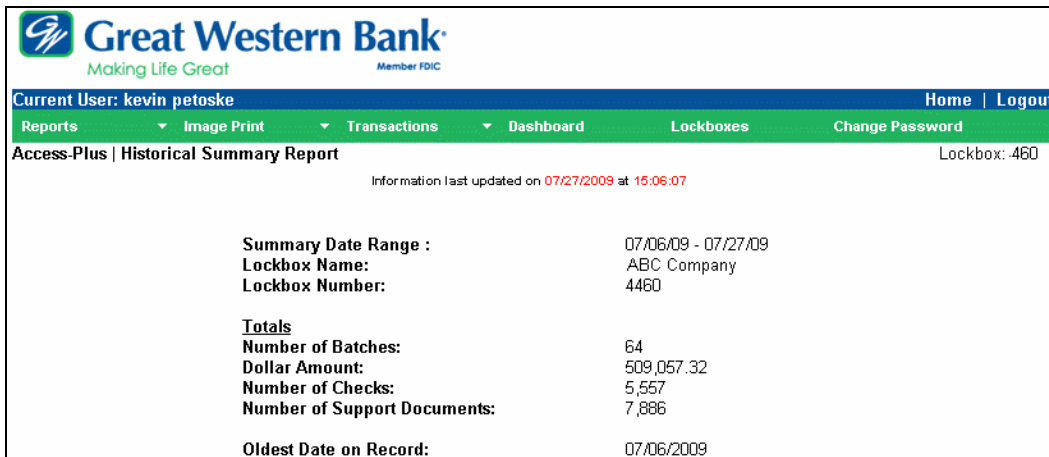 Great Western Bank
Making Life Great Member FDIC
Current User: kevin petoske Home | Logout
Reports Image Print Transactions Dashboard Lockboxes Change Password
Access-Plus | Historical Summary Report Lockbox: 460
Information last updated on 07/27/2009 at 15:06:07
Summary Date Range : 07/06/09 - 07/27/09
Lockbox Name: ABC Company
Lockbox Number: 4460
Totals
Number of Batches: 64
Dollar Amount: 509,057.32
Number of Checks: 5,557
Number of Support Documents: 7,886
Oldest Date on Record: 07/06/2009